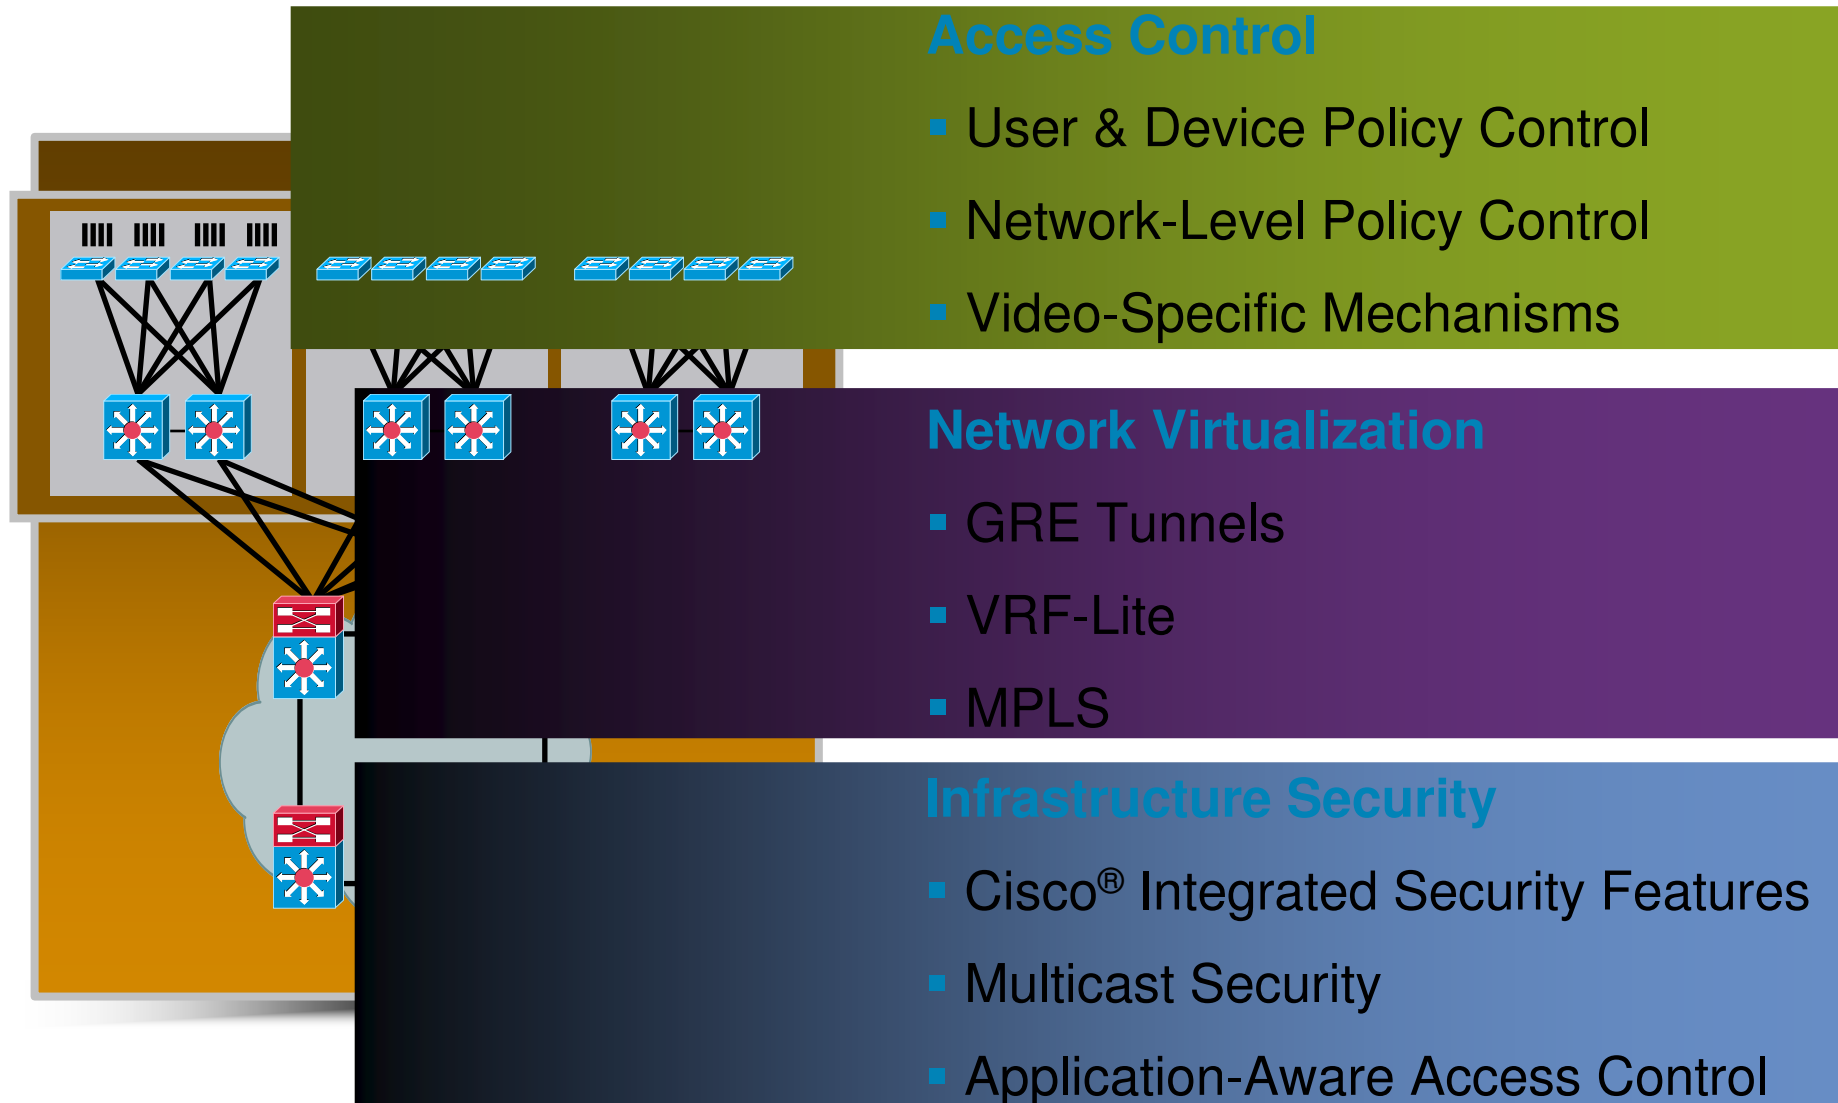 Access Control
▪ User & Device Policy Control
▪ Network-Level Policy Control
▪ Video-Specific Mechanisms
Network Virtualization
▪ GRE Tunnels
▪ VRF-Lite
▪ MPLS
Infrastructure Security
▪ Cisco® Integrated Security Features
▪ Multicast Security
▪ Application-Aware Access Control